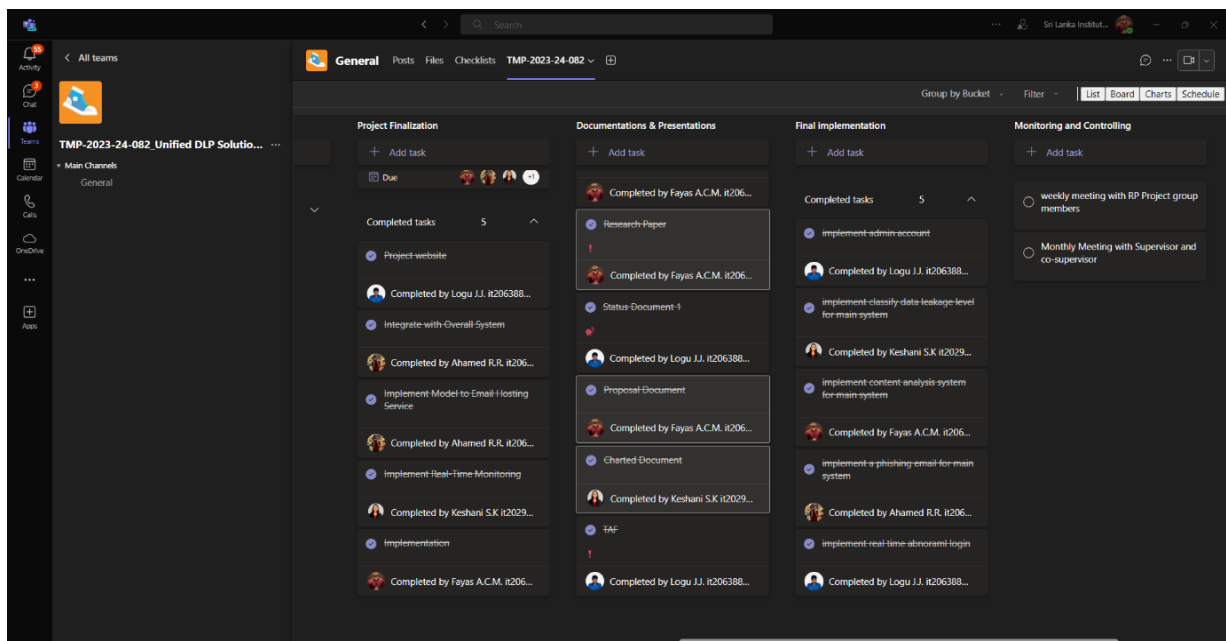 Search
Sri Lanka Institut...
55
Activity
3
Chat
Teams
Calendar
Calls
OneDrive
Apps
All teams
TMP-2023-24-082_Unified DLP Solutio...
Main Channels
General
General
Posts
Files
Checklists
TMP-2023-24-082
Group by Bucket
Filter
List
Board
Charts
Schedule
Project Finalization
Add task
Due
+1
Completed tasks 5
Project website
Completed by Logu J.J. it206388...
Integrate with Overall System
Completed by Ahamed R.R. it206...
Implement Model to Email Hosting
Service
Completed by Ahamed R.R. it206...
Implement Real-Time Monitoring
Completed by Keshani S.K it2029...
Implementation
Completed by Fayas A.C.M. it206...
Documentations & Presentations
Add task
Completed by Fayas A.C.M. it206...
Research Paper
Completed by Fayas A.C.M. it206...
Status Document 1
Completed by Logu J.J. it206388...
Proposal Document
Completed by Fayas A.C.M. it206...
Charted Document
Completed by Keshani S.K it2029...
TAF
Completed by Logu J.J. it206388...
Final implementation
Add task
Completed tasks 5
implement admin account
Completed by Logu J.J. it206388...
implement classify data leakage level
for main system
Completed by Keshani S.K it2029...
implement content analysis system
for main system
Completed by Fayas A.C.M. it206...
implement a phishing email for main
system
Completed by Ahamed R.R. it206...
implement real time abnoraml login
Completed by Logu J.J. it206388...
Monitoring and Controlling
Add task
weekly meeting with RP Project group
members
Monthly Meeting with Supervisor and
co-supervisor